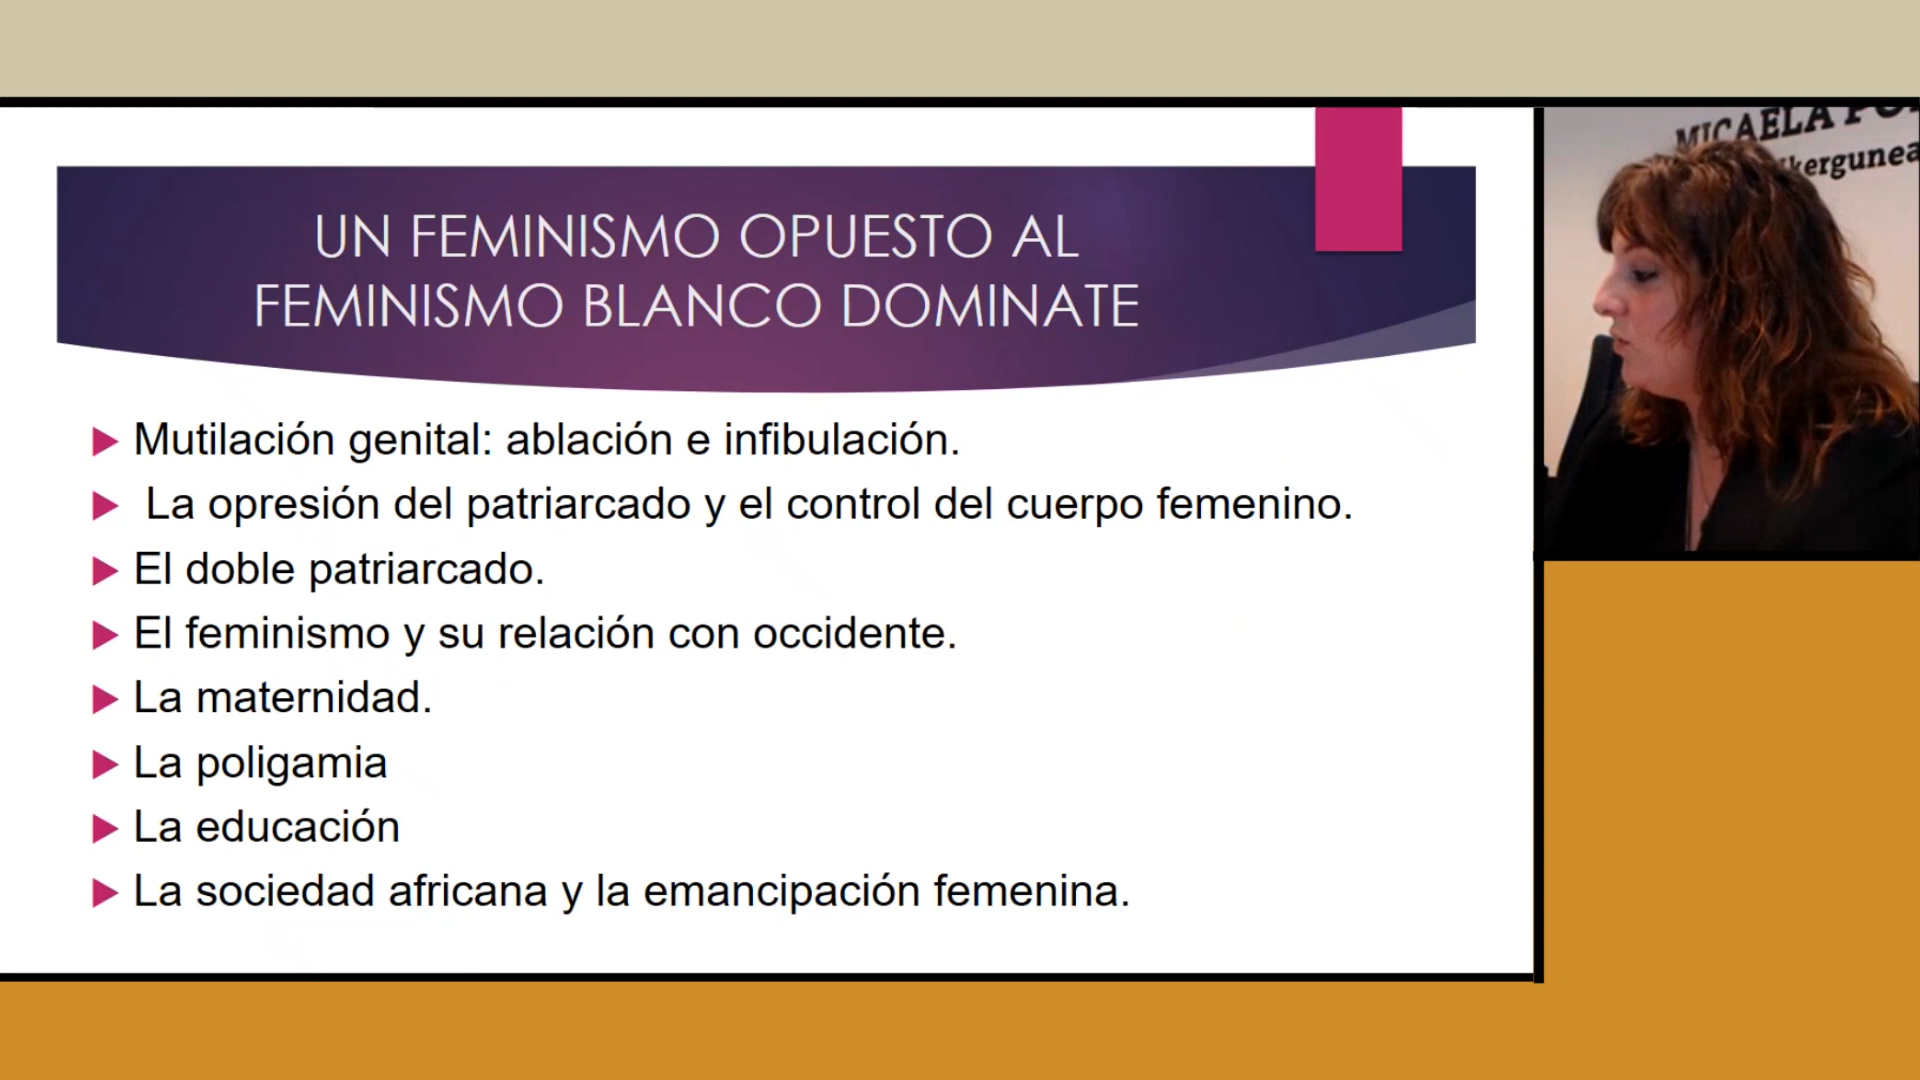 UN FEMINISMO OPUESTO AL
FEMINISMO BLANCO DOMINATE
Mutilación genital: ablación e infibulación.
La opresión del patriarcado y el control del cuerpo femenino.
El doble patriarcado.
El feminismo y su relación con occidente.
La maternidad.
La poligamia
La educación
La sociedad africana y la emancipación femenina.
MICAELA